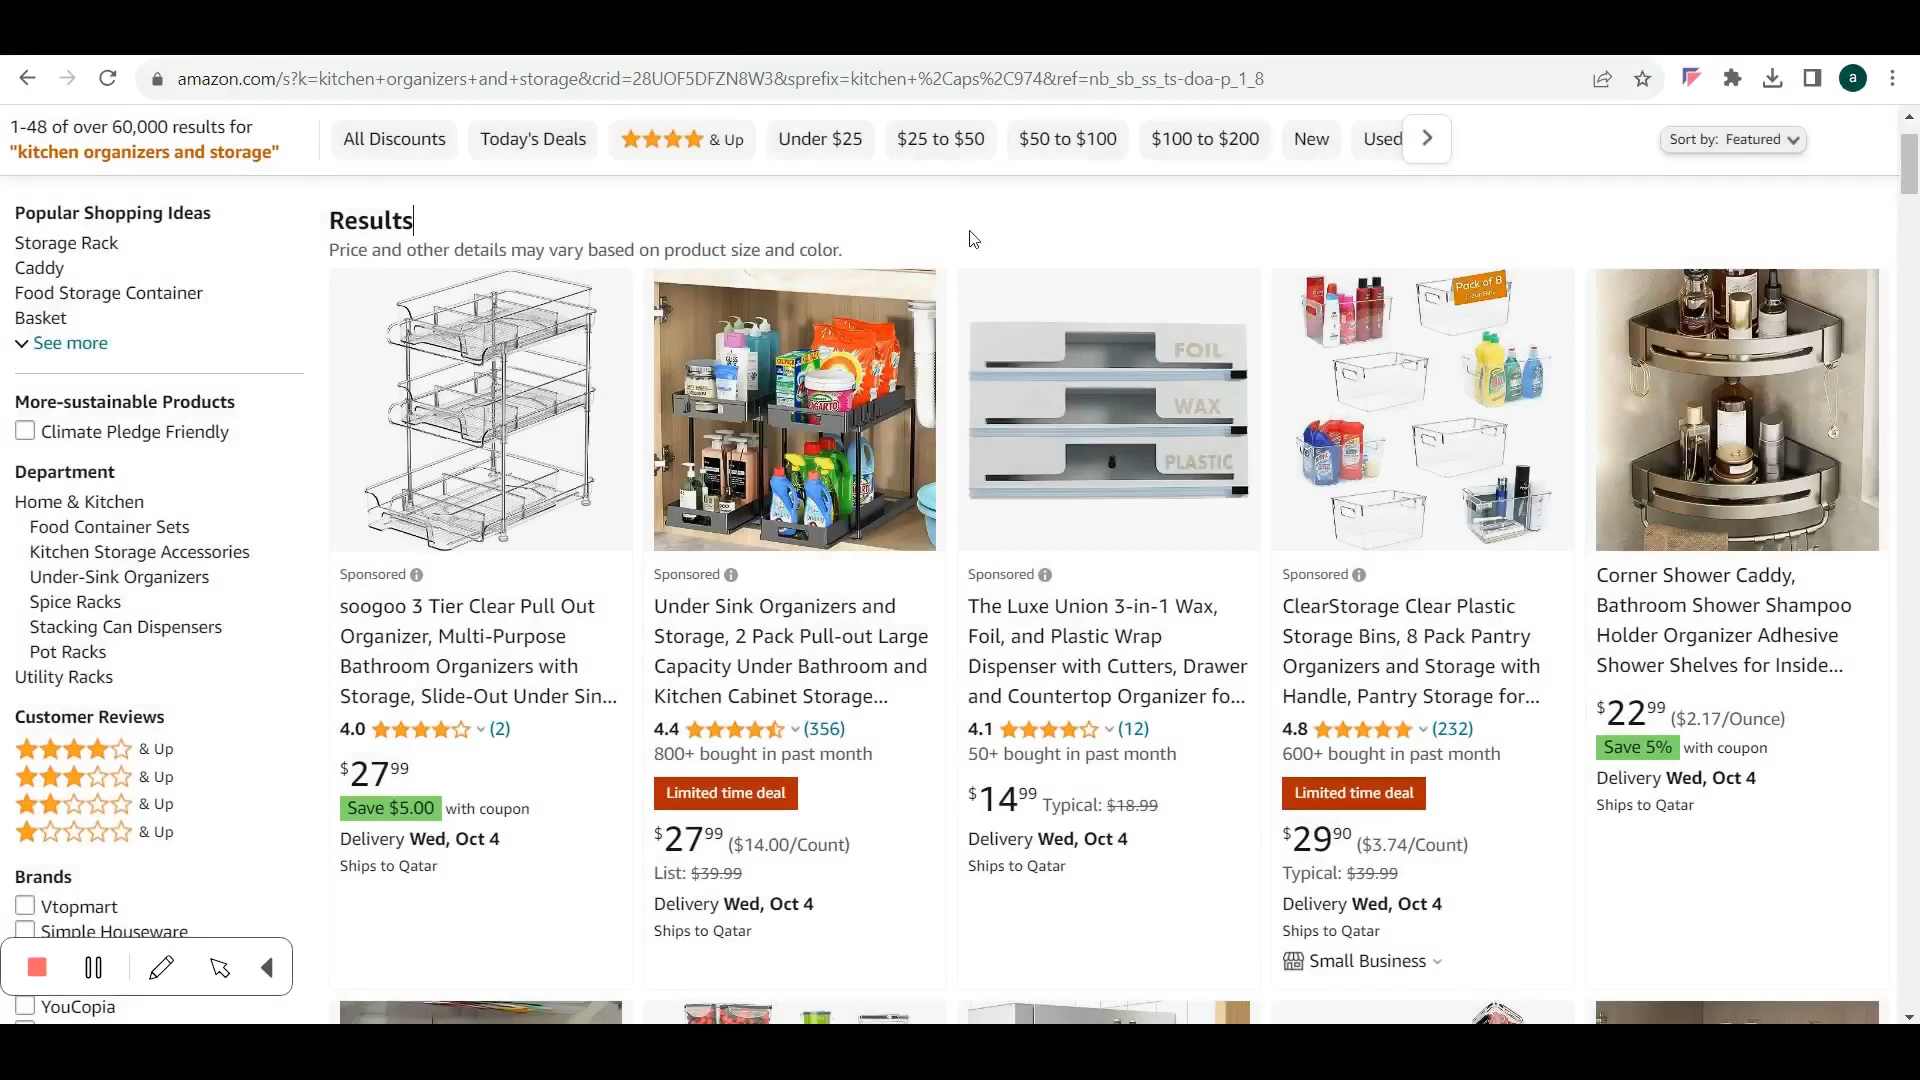 amazon.com/s?k=kitchen+organizers+and+storage&crid=28UOF5DFZN8W3&sprefix=kitchen+%2Caps%2C974&ref=nb_sb_ss_ts-doa-p_1_8
a
1-48 of over 60,000 results for
"kitchen organizers and storage"
All Discounts
Today's Deals
& Up
Under $25
$25 to $50
$50 to $100
$100 to $200
New
Used
Sort by: Featured
Popular Shopping Ideas
Storage Rack
Caddy
Food Storage Container
Basket
See more
More-sustainable Products
Climate Pledge Friendly
Department
Home & Kitchen
Food Container Sets
Kitchen Storage Accessories
Under-Sink Organizers
Spice Racks
Stacking Can Dispensers
Pot Racks
Utility Racks
Customer Reviews
& Up
& Up
& Up
& Up
Brands
Vtopmart
Simple Houseware
YouCopia
Results
Price and other details may vary based on product size and color.
Sponsored
soogoo 3 Tier Clear Pull Out
Organizer, Multi-Purpose
Bathroom Organizers with
Storage, Slide-Out Under Sin...
4.0 (2)
$27.99
Save $5.00 with coupon
Delivery Wed, Oct 4
Ships to Qatar
Sponsored
Under Sink Organizers and
Storage, 2 Pack Pull-out Large
Capacity Under Bathroom and
Kitchen Cabinet Storage...
4.4 (356)
800+ bought in past month
Limited time deal
$27.99 ($14.00/Count)
List: $39.99
Delivery Wed, Oct 4
Ships to Qatar
FOIL
WAX
PLASTIC
Sponsored
The Luxe Union 3-in-1 Wax,
Foil, and Plastic Wrap
Dispenser with Cutters, Drawer
and Countertop Organizer fo...
4.1 (12)
50+ bought in past month
$14.99 Typical: $18.99
Delivery Wed, Oct 4
Ships to Qatar
Pack of 8
Sponsored
ClearStorage Clear Plastic
Storage Bins, 8 Pack Pantry
Organizers and Storage with
Handle, Pantry Storage for...
4.8 (232)
600+ bought in past month
Limited time deal
$29.90 ($3.74/Count)
Typical: $39.99
Delivery Wed, Oct 4
Ships to Qatar
Small Business
Corner Shower Caddy,
Bathroom Shower Shampoo
Holder Organizer Adhesive
Shower Shelves for Inside...
$22.99 ($2.17/Ounce)
Save 5% with coupon
Delivery Wed, Oct 4
Ships to Qatar